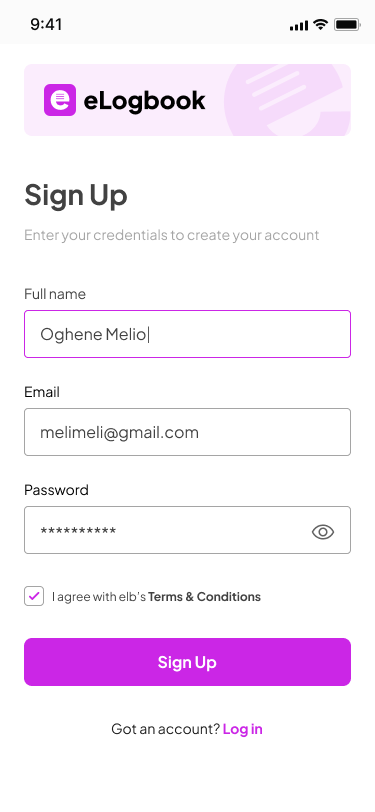 9:41
eLogbook
Sign Up
Enter your credentials to create your account
Full name
Oghene Melio
Email
melimeli@gmail.com
Password
**********
I agree with elb's Terms & Conditions
Sign Up
Got an account? Log in